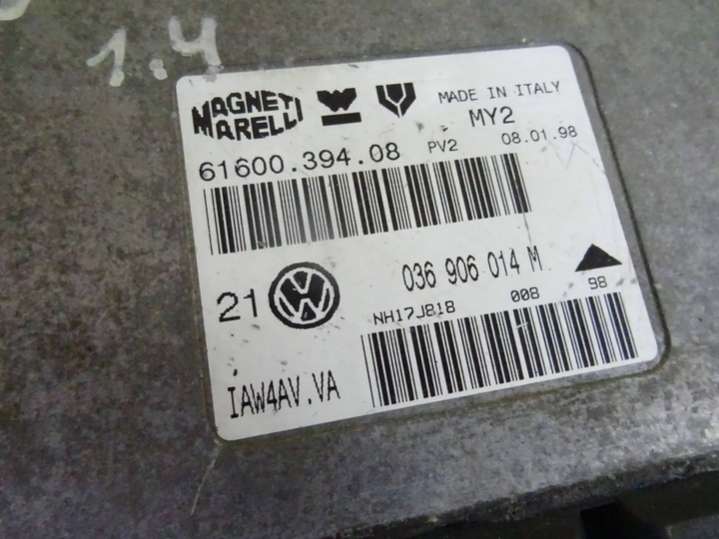 1.4
MAGNETI MARELLI
MADE IN ITALY
MY2
61600.394.08 PV2 08.01.98
21 VW 036 906 014 M
NH17J818 008 98
IAW4AV.VA